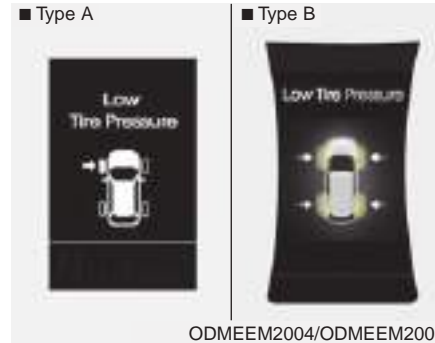 ■ Type A
Low
Tire Pressure
■ Type B
Low Tire Pressure
ODMEEM2004/ODMEEM200